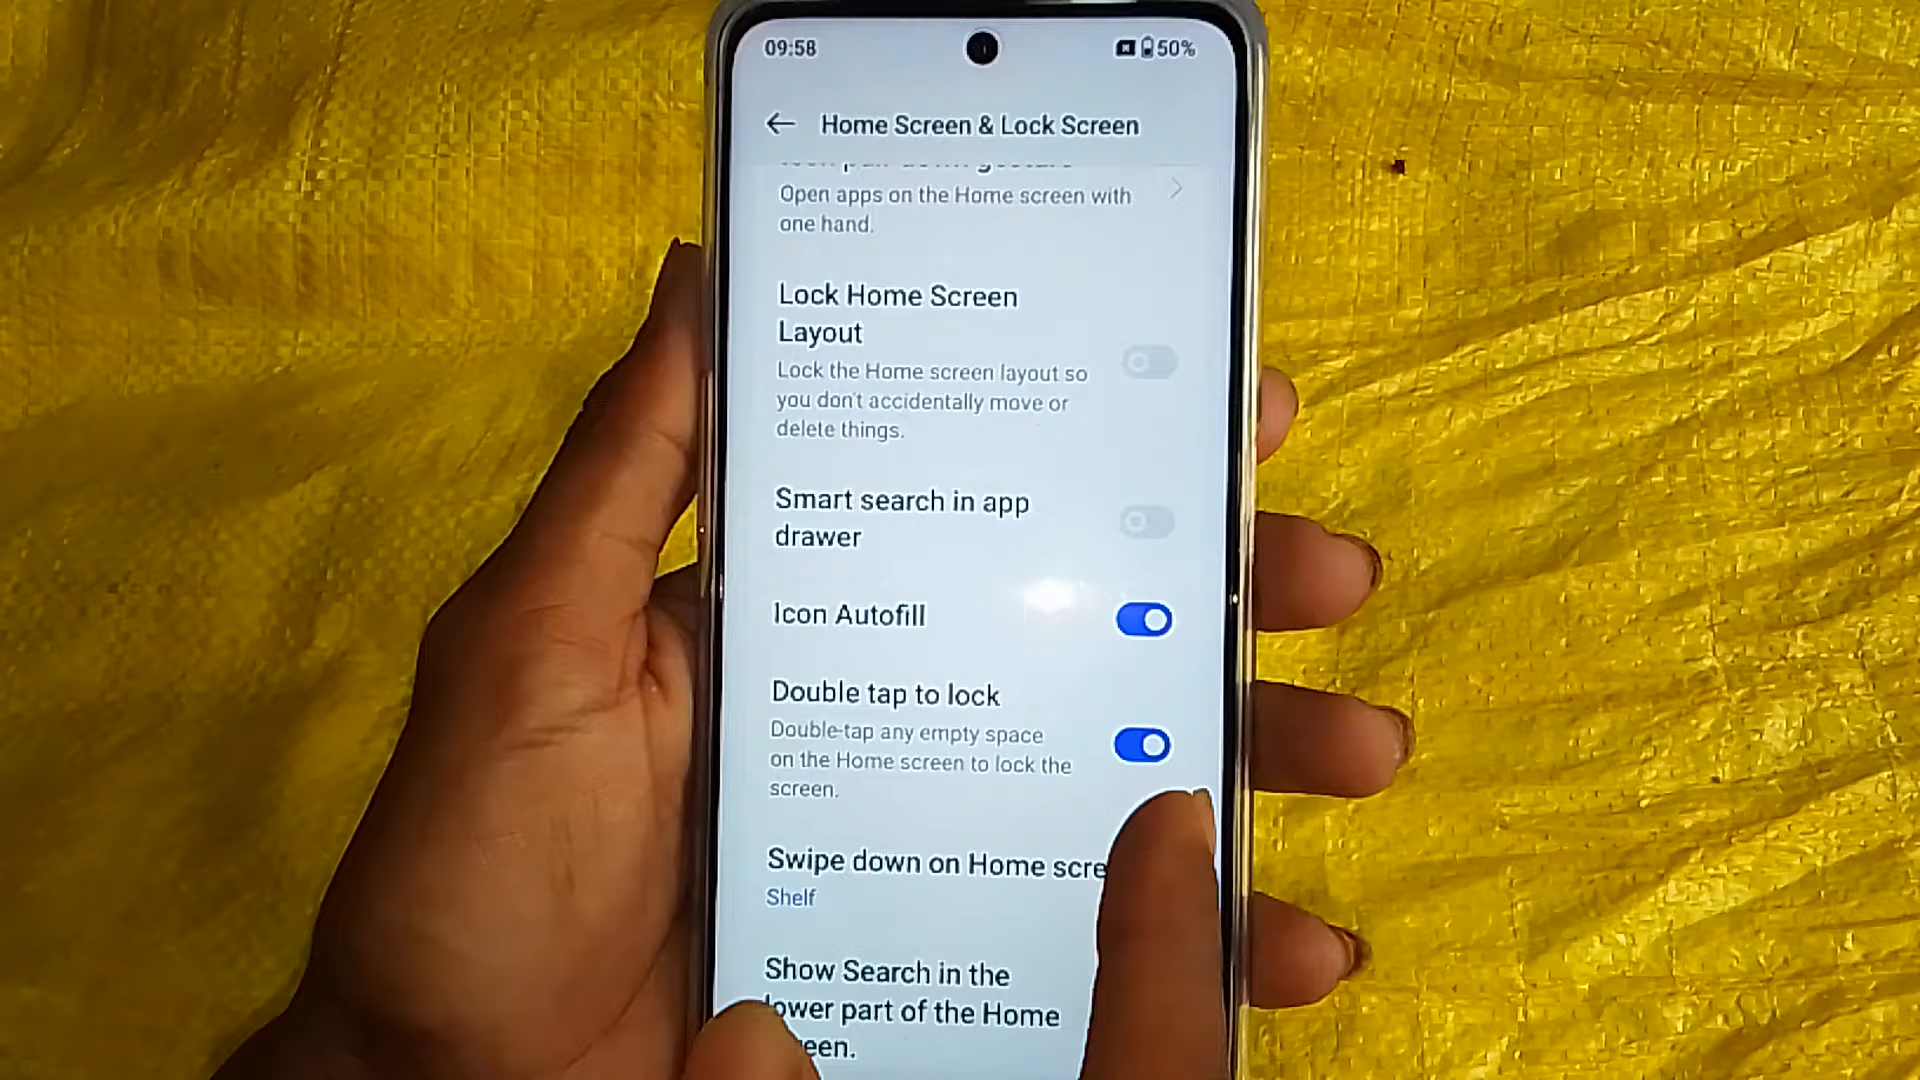 09:58
50%
Home Screen & Lock Screen
Open apps on the Home screen with
one hand.
Lock Home Screen
Layout
Lock the Home screen layout so
you don't accidentally move or
delete things.
Smart search in app
drawer
Icon Autofill
Double tap to lock
Double-tap any empty space
on the Home screen to lock the
screen.
Swipe down on Home scre
Shelf
Show Search in the
lower part of the Home
een.